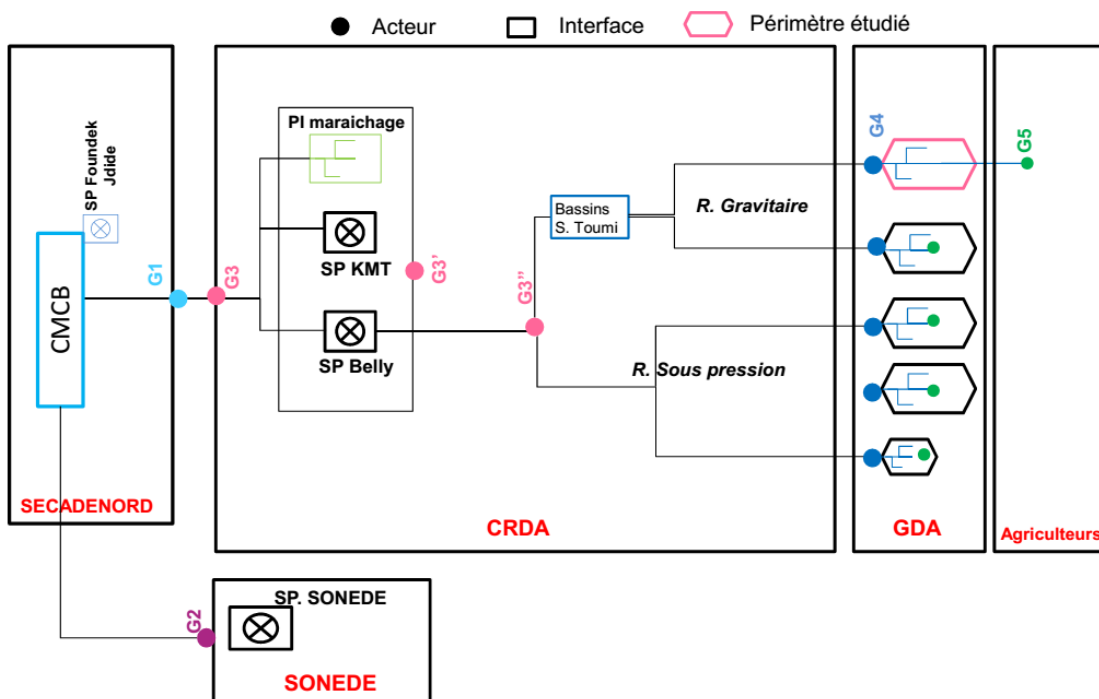 Acteur
Interface
Périmètre étudié
SP Foundek
Jdide
CMCB
G1
SECADENORD
G3
PI maraichage
SP KMT
G3'
SP Belly
G3"
Bassins
S. Toumi
R. Gravitaire
R. Sous pression
CRDA
G4
GDA
G5
Agriculteurs
G2
SP. SONEDE
SONEDE